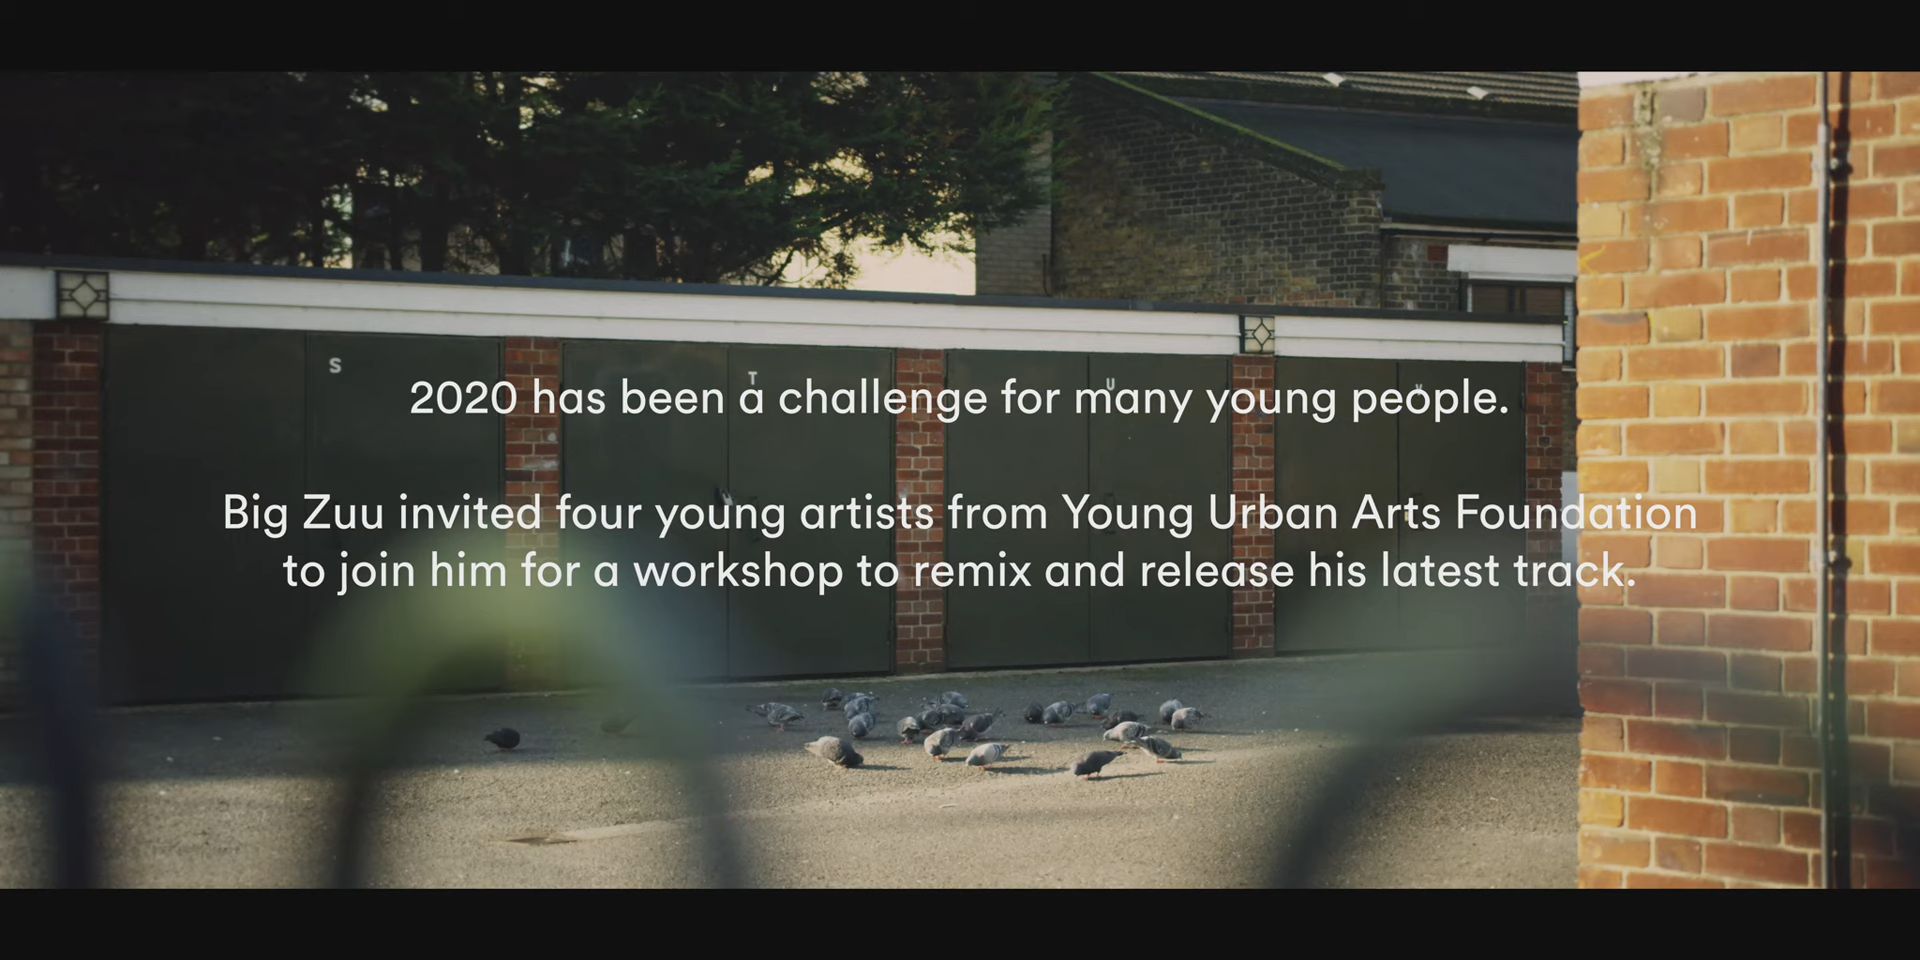 S
T
U
V
2020 has been a challenge for many young people.
Big Zuu invited four young artists from Young Urban Arts Foundation
to join him for a workshop to remix and release his latest track.